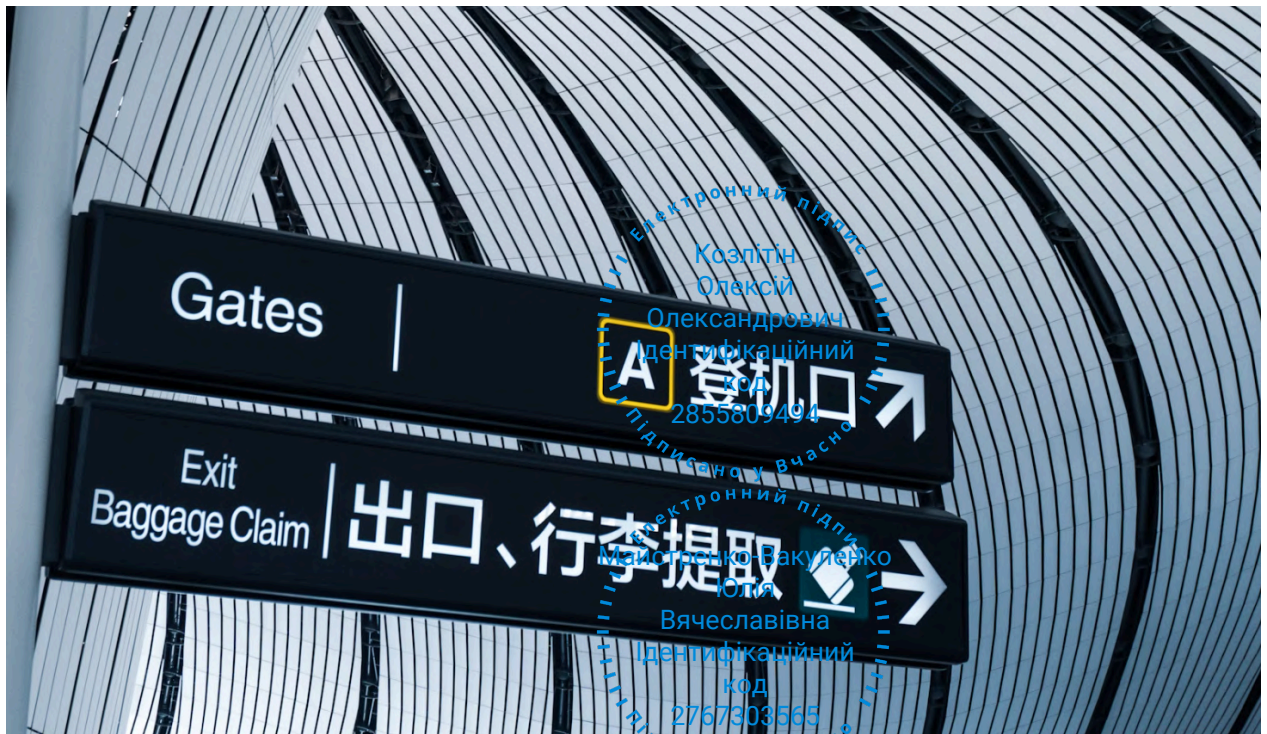 Gates
A 登机口
Exit
Baggage Claim
出口、行李提取
Електронний підпис
Козлітін
Олексій
Олександрович
Ідентифікаційний
код
2855809494
Підписано у Вчасно
Електронний підпис
Майстренко-Вакуленко
Юлія
Вячеславівна
Ідентифікаційний
код
2767303565